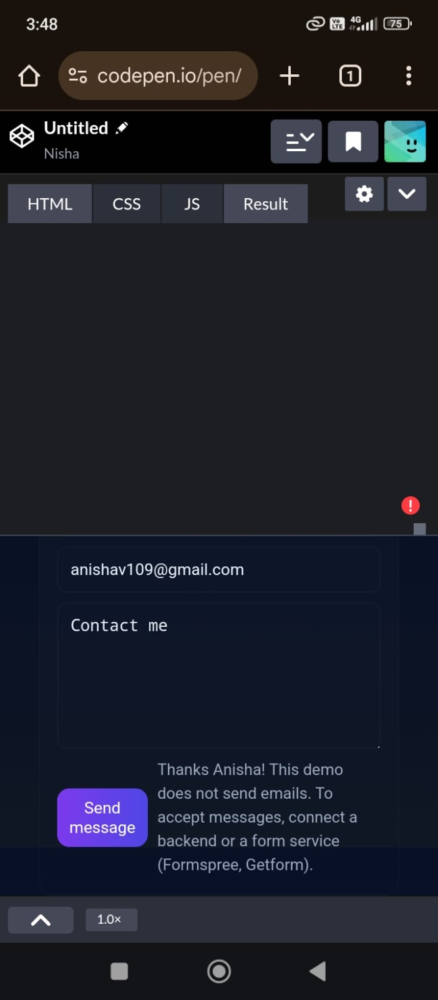 3:48
Vo LTE
4G
75
codepen.io/pen/
1
Untitled
Nisha
HTML
CSS
JS
Result
!
anishav109@gmail.com
Contact me
Thanks Anisha! This demo
does not send emails. To
accept messages, connect a
backend or a form service
(Formspree, Getform).
Send
message
1.0×